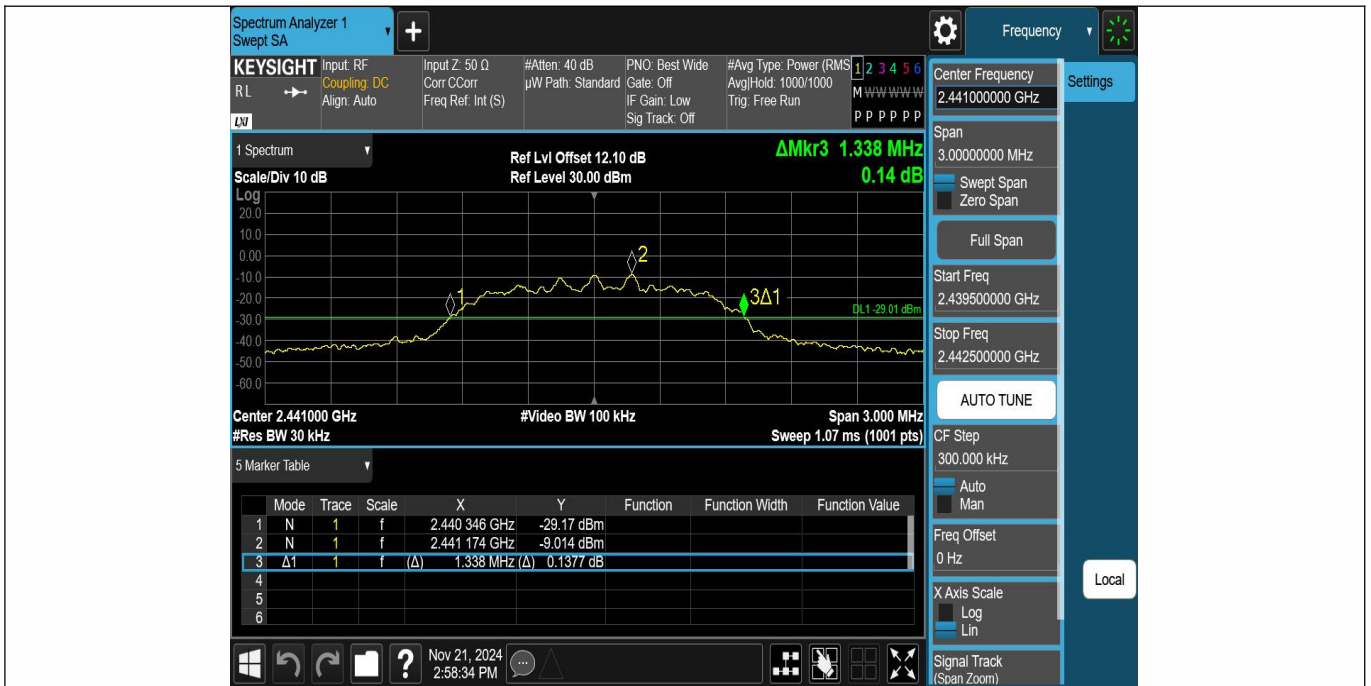 Spectrum Analyzer 1
Swept SA
+
Frequency
KEYSIGHT
RL
LXI
Input: RF
Coupling: DC
Align: Auto
Input Z: 50 Ω
Corr CCorr
Freq Ref: Int (S)
#Atten: 40 dB
µW Path: Standard
PNO: Best Wide
Gate: Off
IF Gain: Low
Sig Track: Off
#Avg Type: Power (RMS
Avg|Hold: 1000/1000
Trig: Free Run
1 2 3 4 5 6
M W W W W W
P P P P P P
1 Spectrum
Scale/Div 10 dB
Ref Lvl Offset 12.10 dB
Ref Level 30.00 dBm
ΔMkr3 1.338 MHz
0.14 dB
Log
20.0
10.0
0.00
-10.0
-20.0
-30.0
-40.0
-50.0
-60.0
1
2
3Δ1
DL1 -29.01 dBm
Center 2.441000 GHz
#Video BW 100 kHz
Span 3.000 MHz
#Res BW 30 kHz
Sweep 1.07 ms (1001 pts)
5 Marker Table
Mode Trace Scale X Y Function Function Width Function Value
1 N 1 f 2.440 346 GHz -29.17 dBm
2 N 1 f 2.441 174 GHz -9.014 dBm
3 Δ1 1 f (Δ) 1.338 MHz (Δ) 0.1377 dB
4
5
6
?
Nov 21, 2024
2:58:34 PM
Center Frequency
2.441000000 GHz
Span
3.00000000 MHz
Swept Span
Zero Span
Full Span
Start Freq
2.439500000 GHz
Stop Freq
2.442500000 GHz
AUTO TUNE
CF Step
300.000 kHz
Auto
Man
Freq Offset
0 Hz
X Axis Scale
Log
Lin
Signal Track
(Span Zoom)
Settings
Local